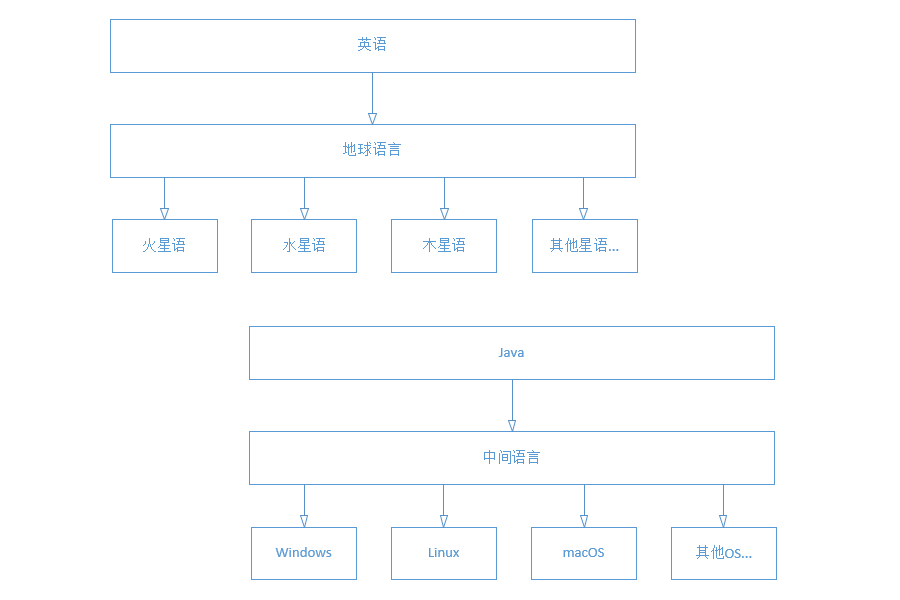 英语
地球语言
火星语
水星语
木星语
其他星语...
Java
中间语言
Windows
Linux
macOS
其他OS...